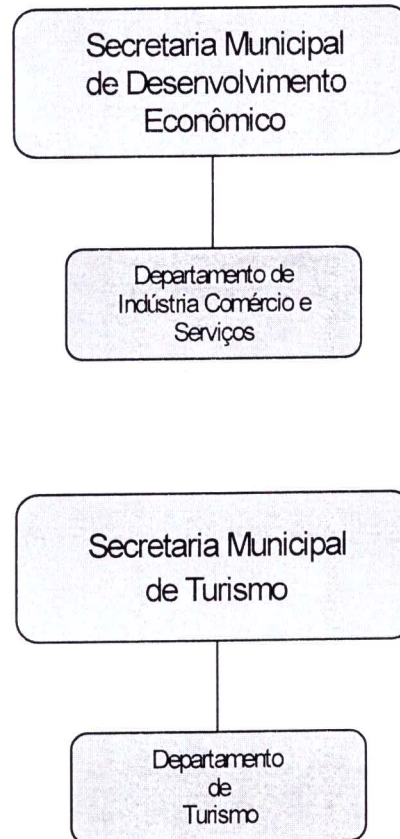 Secretaria Municipal
de Desenvolvimento
Econômico
Departamento de
Indústria Comércio e
Serviços
Secretaria Municipal
de Turismo
Departamento
de
Turismo